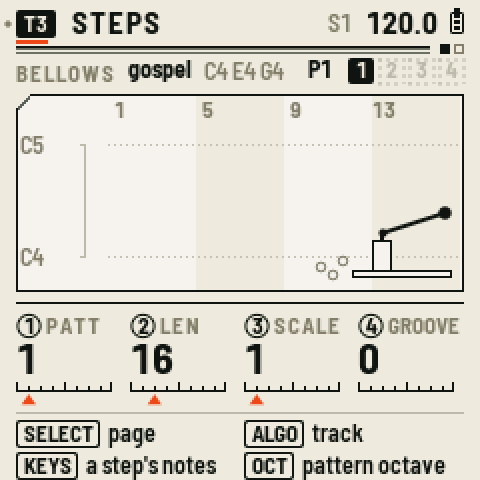 T3 STEPS S1 120.0
BELLOWS gospel C4 E4 G4 P1 1 2 3 4
1 5 9 13
C5
C4
1 PATT 2 LEN 3 SCALE 4 GROOVE
1 16 1 0
SELECT page ALGO track
KEYS a step's notes OCT pattern octave